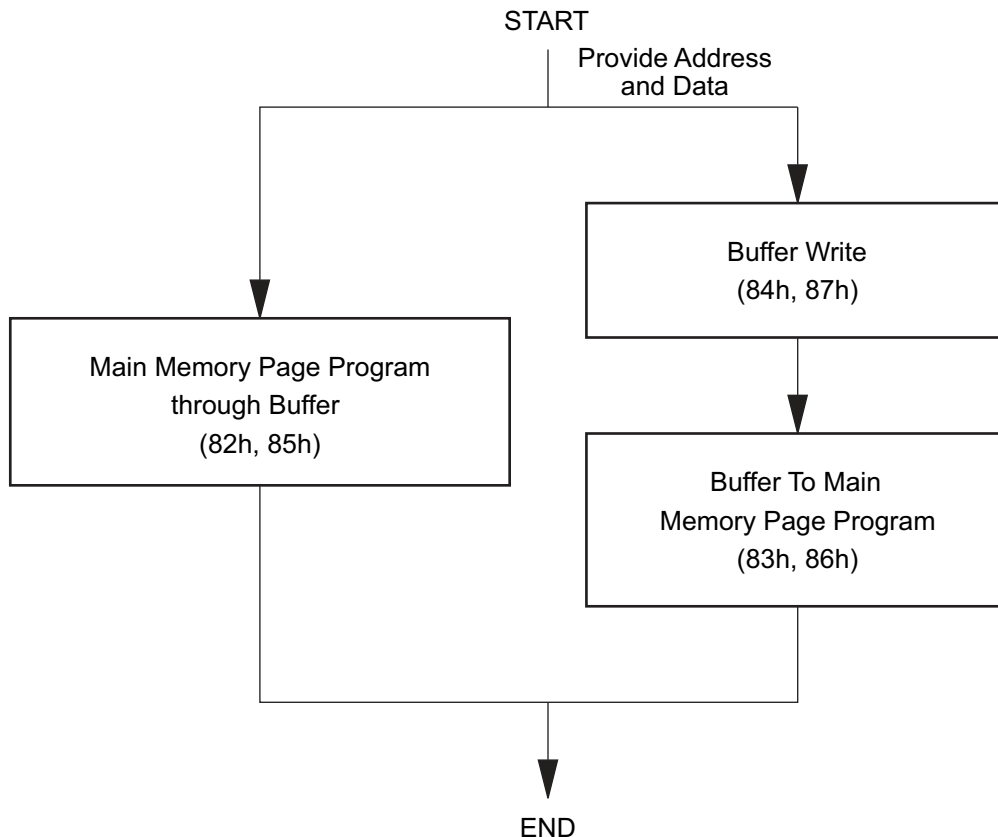 START
Provide Address
and Data
Buffer Write
(84h, 87h)
Main Memory Page Program
through Buffer
(82h, 85h)
Buffer To Main
Memory Page Program
(83h, 86h)
END